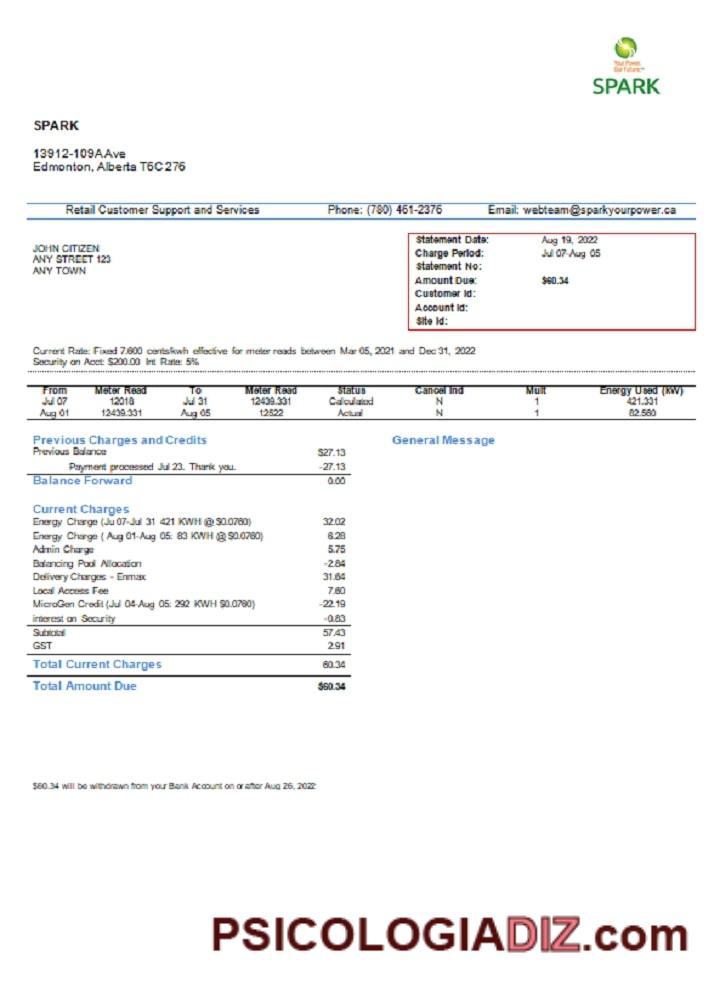 Your Power.
Our Future.™
SPARK
SPARK
13912-109A Ave
Edmonton, Alberta T6C 276
Retail Customer Support and Services Phone: (780) 461-2376 Email: webteam@sparkyourpower.ca
JOHN CITIZEN
ANY STREET 123
ANY TOWN
Statement Date: Aug 19, 2022
Charge Period: Jul 07-Aug 05
Statement No:
Amount Due: $60.34
Customer Id:
Account Id:
Site Id:
Current Rate: Fixed 7.600 cents/kwh effective for meter reads between Mar 05, 2021 and Dec 31, 2022
Security on Acct: $200.00 Int Rate: 5%
From Meter Read To Meter Read Status Cancel Ind Mult Energy Used (kW)
Jul 07 12018 Jul 31 12439.331 Calculated N 1 421.331
Aug 01 12439.331 Aug 05 12522 Actual N 1 82.580
Previous Charges and Credits
Previous Balance $27.13
Payment processed Jul 23. Thank you. -27.13
Balance Forward 0.00
General Message
Current Charges
Energy Charge (Ju 07-Jul 31 421 KWH @ $0.0760) 32.02
Energy Charge ( Aug 01-Aug 05: 83 KWH @ $0.0760) 6.28
Admin Charge 5.75
Balancing Pool Allocation -2.84
Delivery Charges - Enmax 31.64
Local Access Fee 7.60
MicroGen Credit (Jul 04-Aug 05: 292 KWH $0.0760) -22.19
interest on Security -0.83
Subtotal 57.43
GST 2.91
Total Current Charges 60.34
Total Amount Due $60.34
$60.34 will be withdrawn from your Bank Account on or after Aug 26, 2022
PSICOLOGIADIZ.com